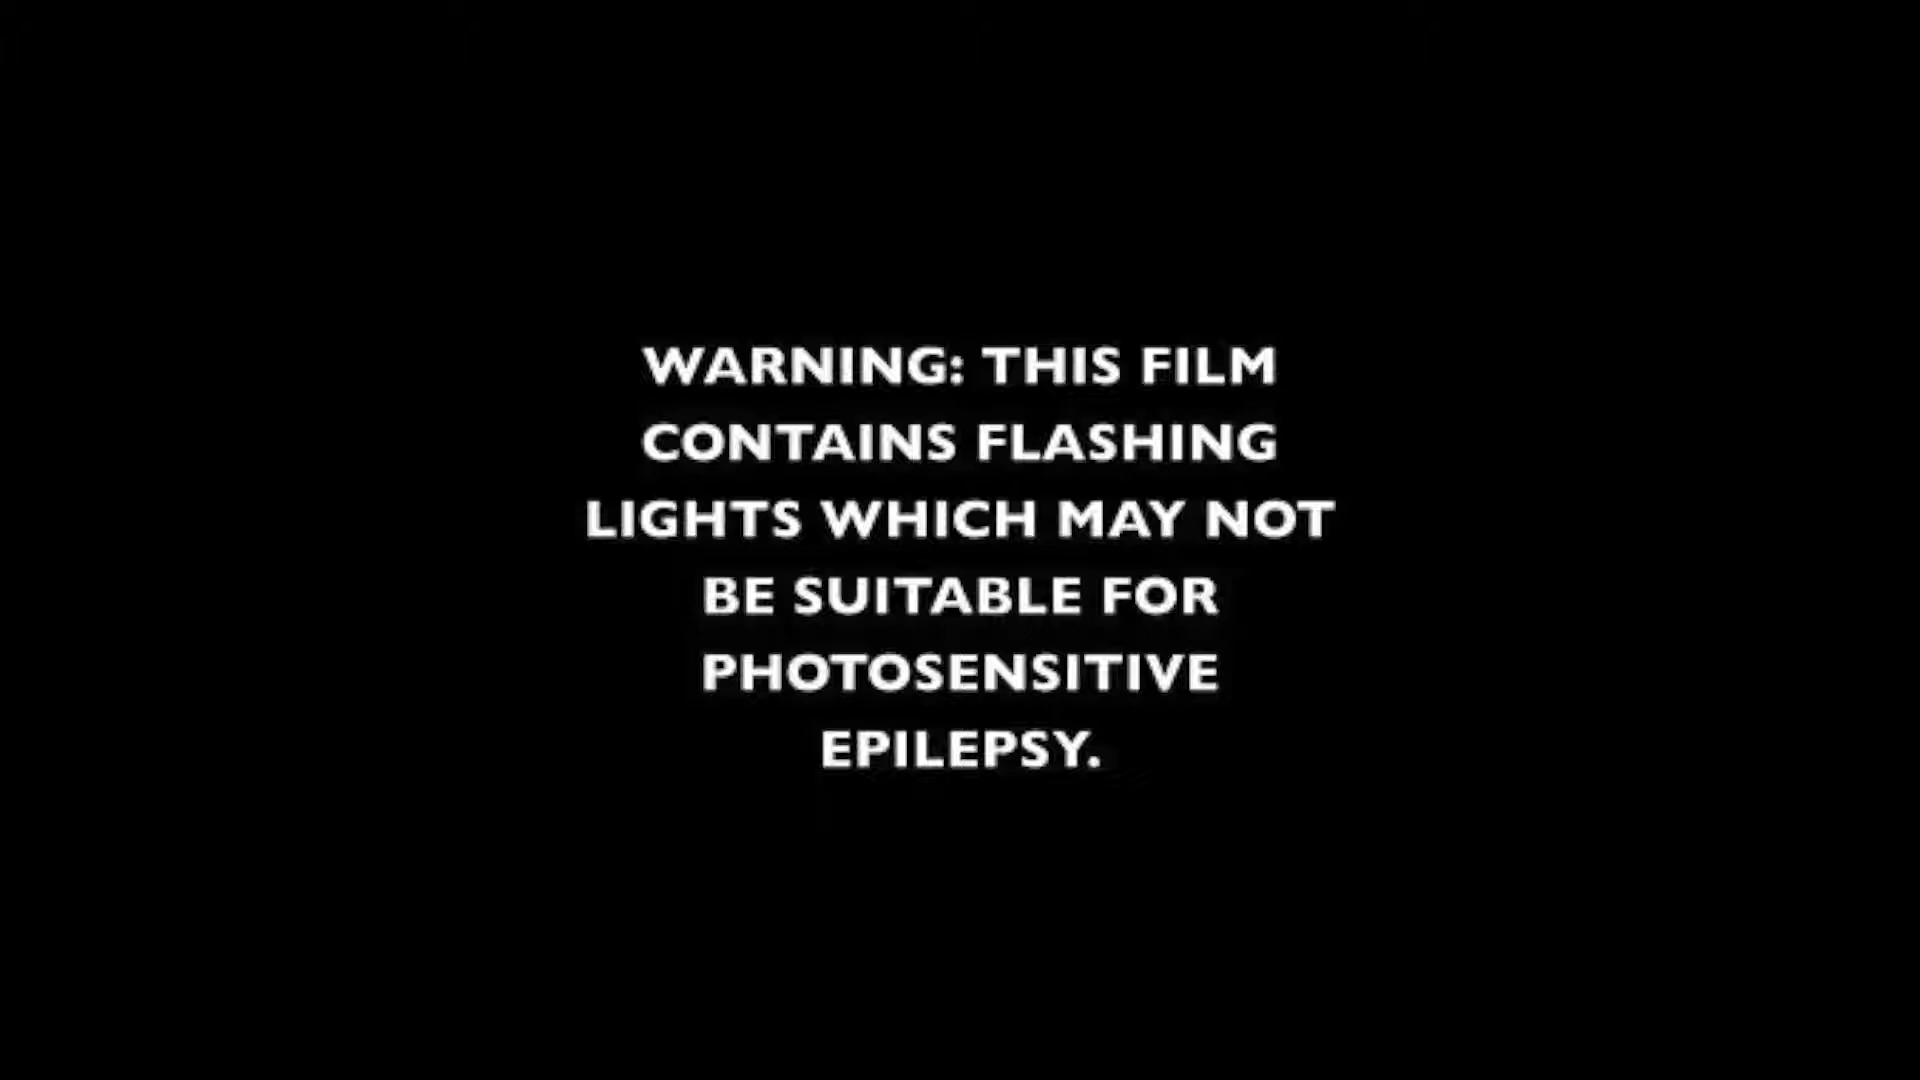 WARNING: THIS FILM
CONTAINS FLASHING
LIGHTS WHICH MAY NOT
BE SUITABLE FOR
PHOTOSENSITIVE
EPILEPSY.